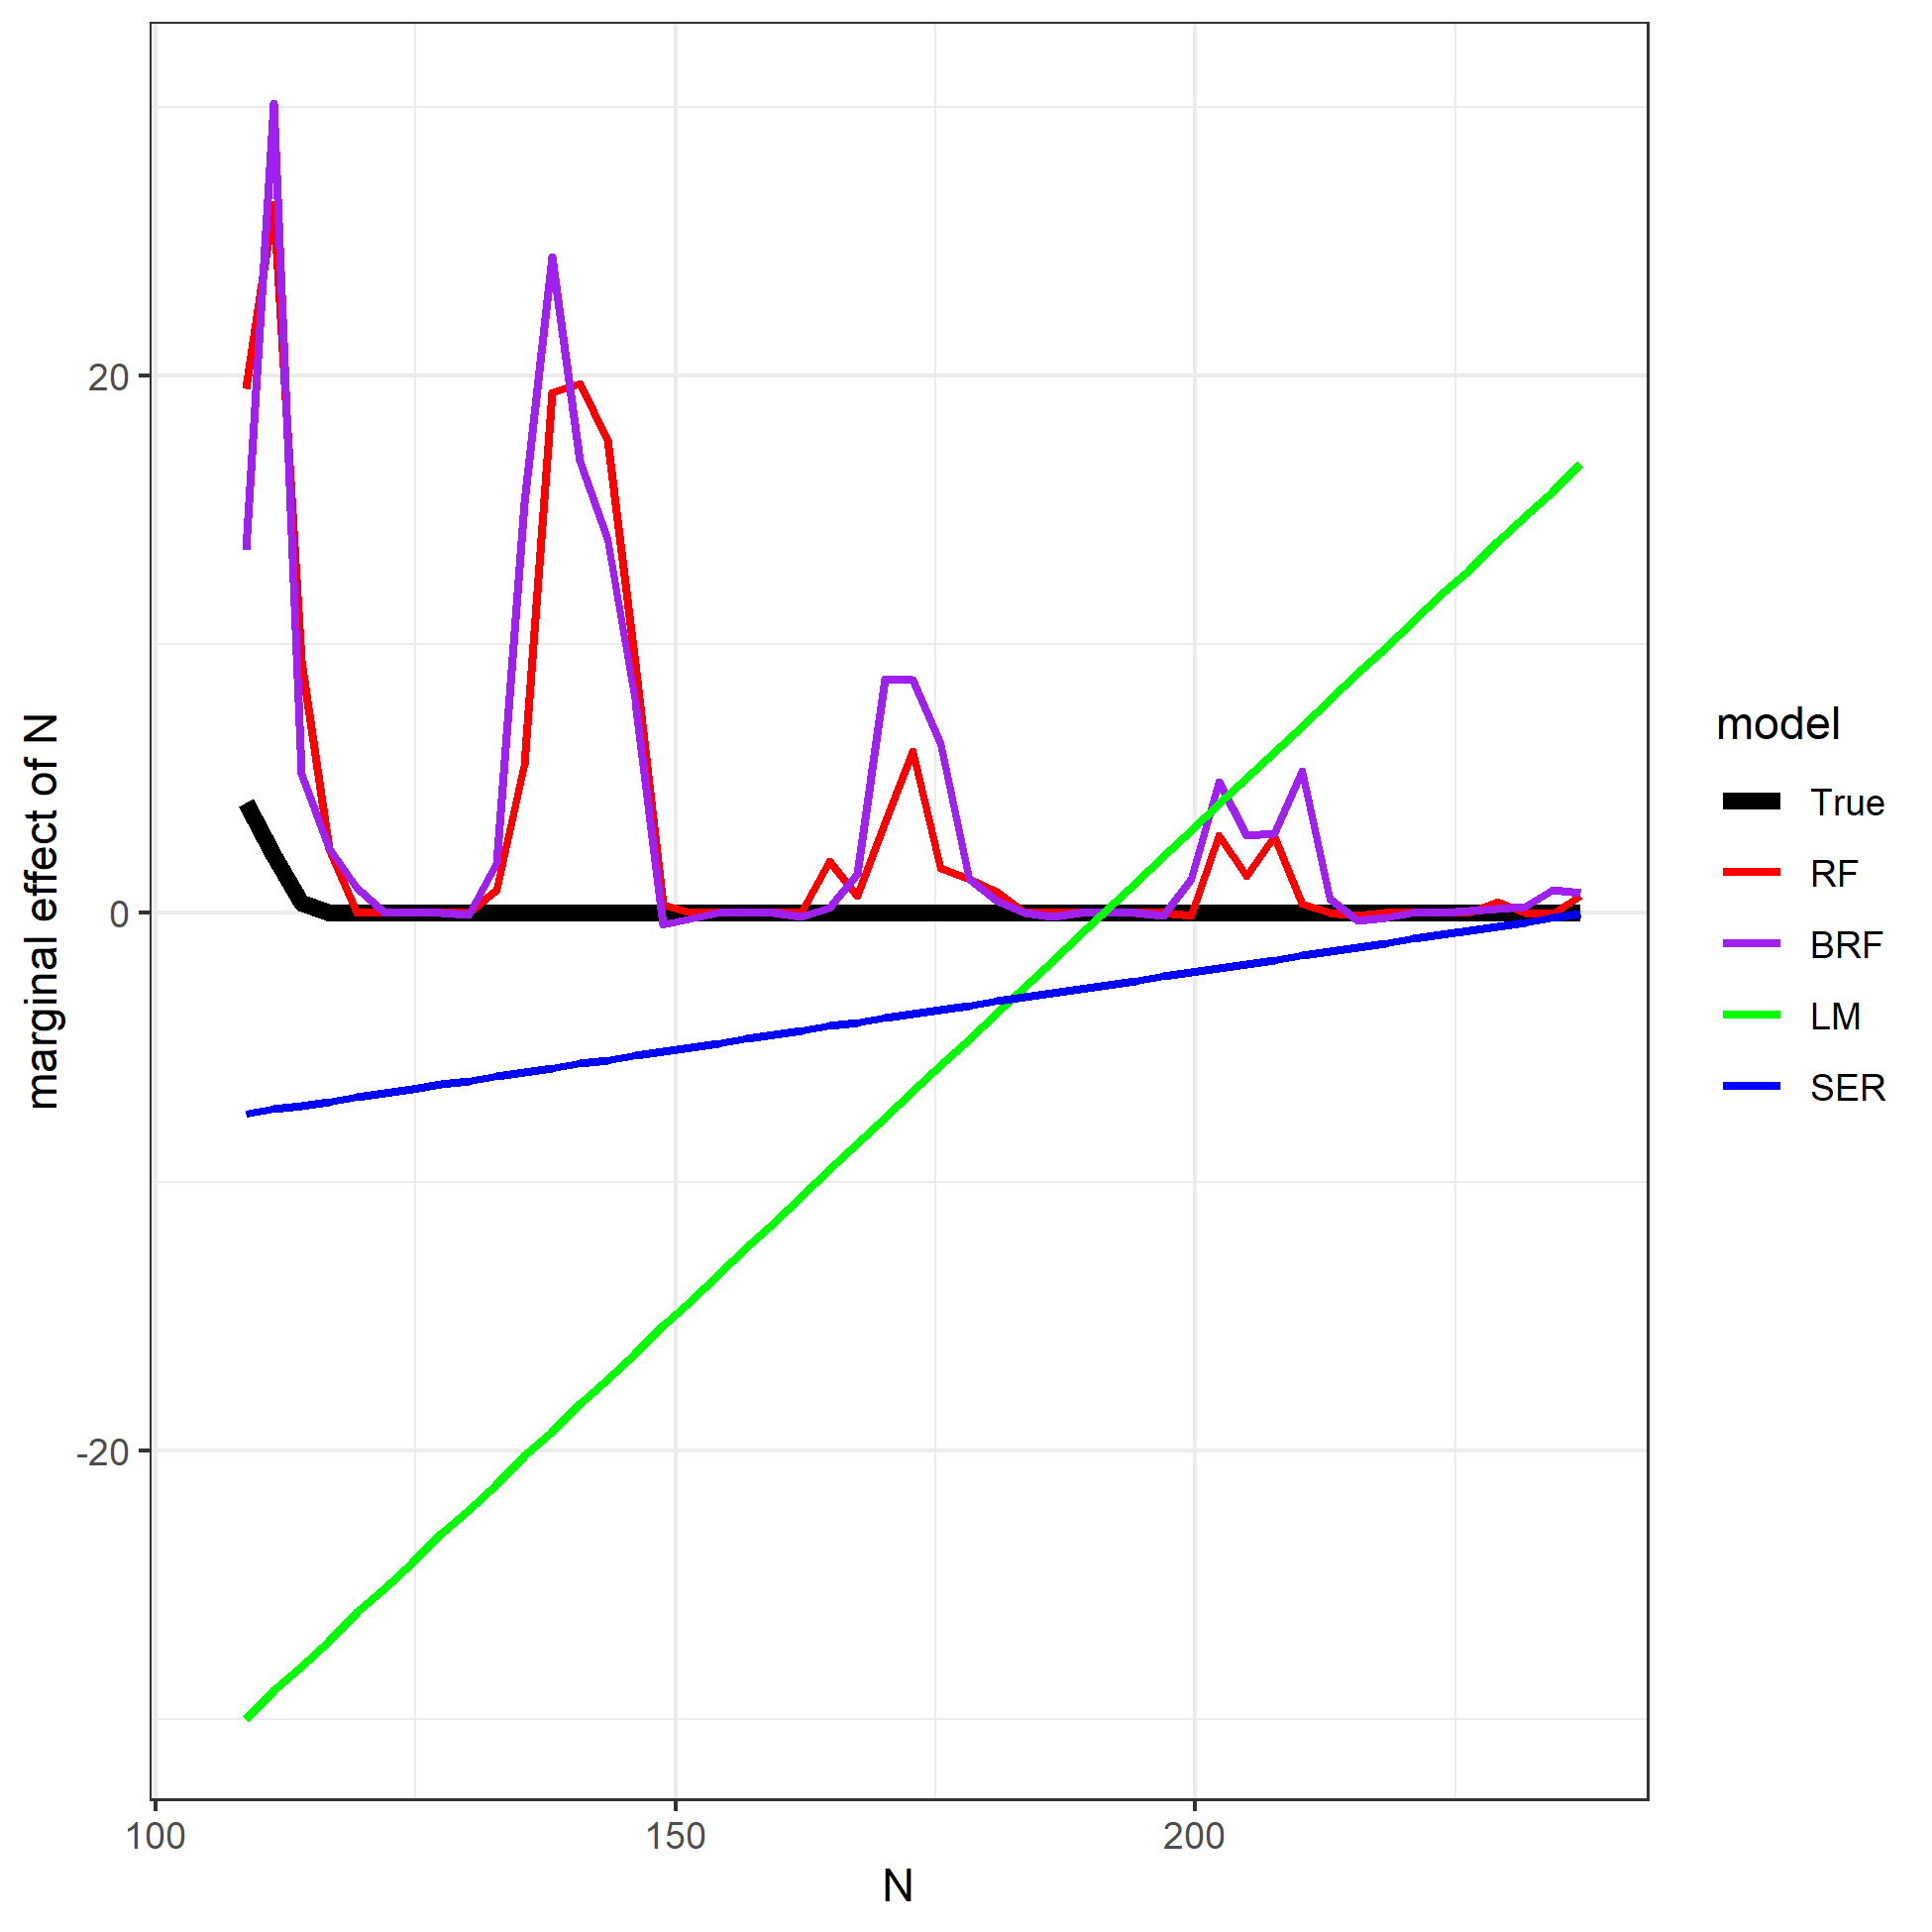 marginal effect of N
20
0
-20
100
150
200
N
model
True
RF
BRF
LM
SER